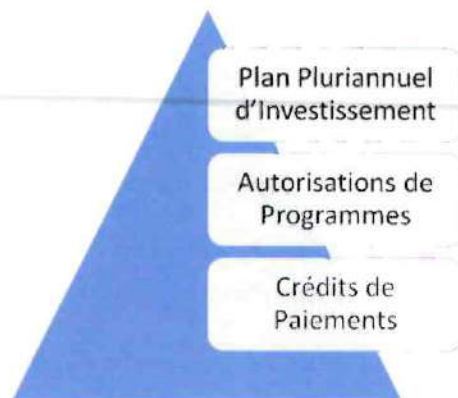 Plan Pluriannuel
d'Investissement
Autorisations de
Programmes
Crédits de
Paiements